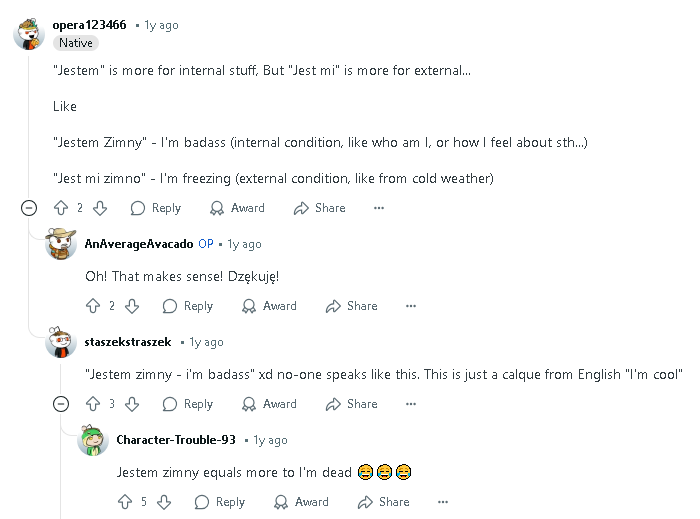 opera123466 • 1y ago
Native
"Jestem" is more for internal stuff, But "Jest mi" is more for external...
Like
"Jestem Zimny" - I'm badass (internal condition, like who am I, or how I feel about sth...)
"Jest mi zimno" - I'm freezing (external condition, like from cold weather)
2 Reply Award Share ...
AnAverageAvacado OP • 1y ago
Oh! That makes sense! Dzękuję!
2 Reply Award Share ...
staszekstraszek • 1y ago
"Jestem zimny - i'm badass" xd no-one speaks like this. This is just a calque from English "I'm cool"
3 Reply Award Share ...
Character-Trouble-93 • 1y ago
Jestem zimny equals more to I'm dead 😂😂😂
5 Reply Award Share ...